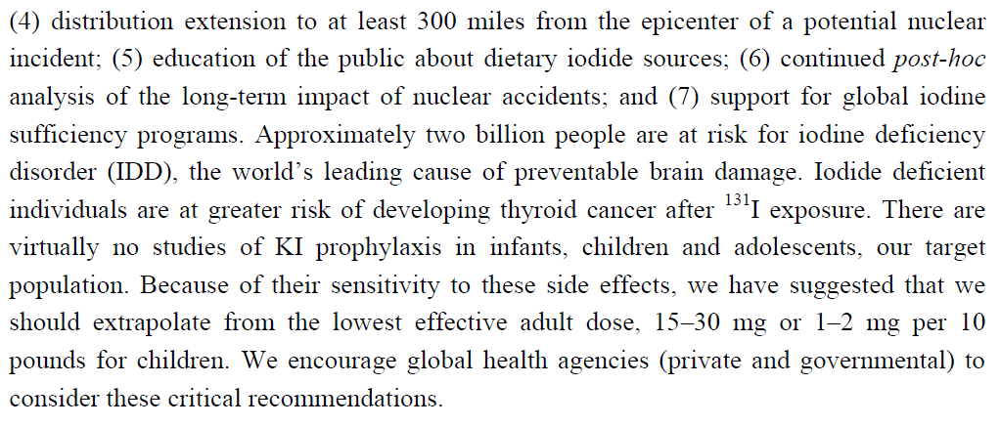 (4) distribution extension to at least 300 miles from the epicenter of a potential nuclear
incident; (5) education of the public about dietary iodide sources; (6) continued post-hoc
analysis of the long-term impact of nuclear accidents; and (7) support for global iodine
sufficiency programs. Approximately two billion people are at risk for iodine deficiency
disorder (IDD), the world’s leading cause of preventable brain damage. Iodide deficient
individuals are at greater risk of developing thyroid cancer after ¹³¹I exposure. There are
virtually no studies of KI prophylaxis in infants, children and adolescents, our target
population. Because of their sensitivity to these side effects, we have suggested that we
should extrapolate from the lowest effective adult dose, 15–30 mg or 1–2 mg per 10
pounds for children. We encourage global health agencies (private and governmental) to
consider these critical recommendations.